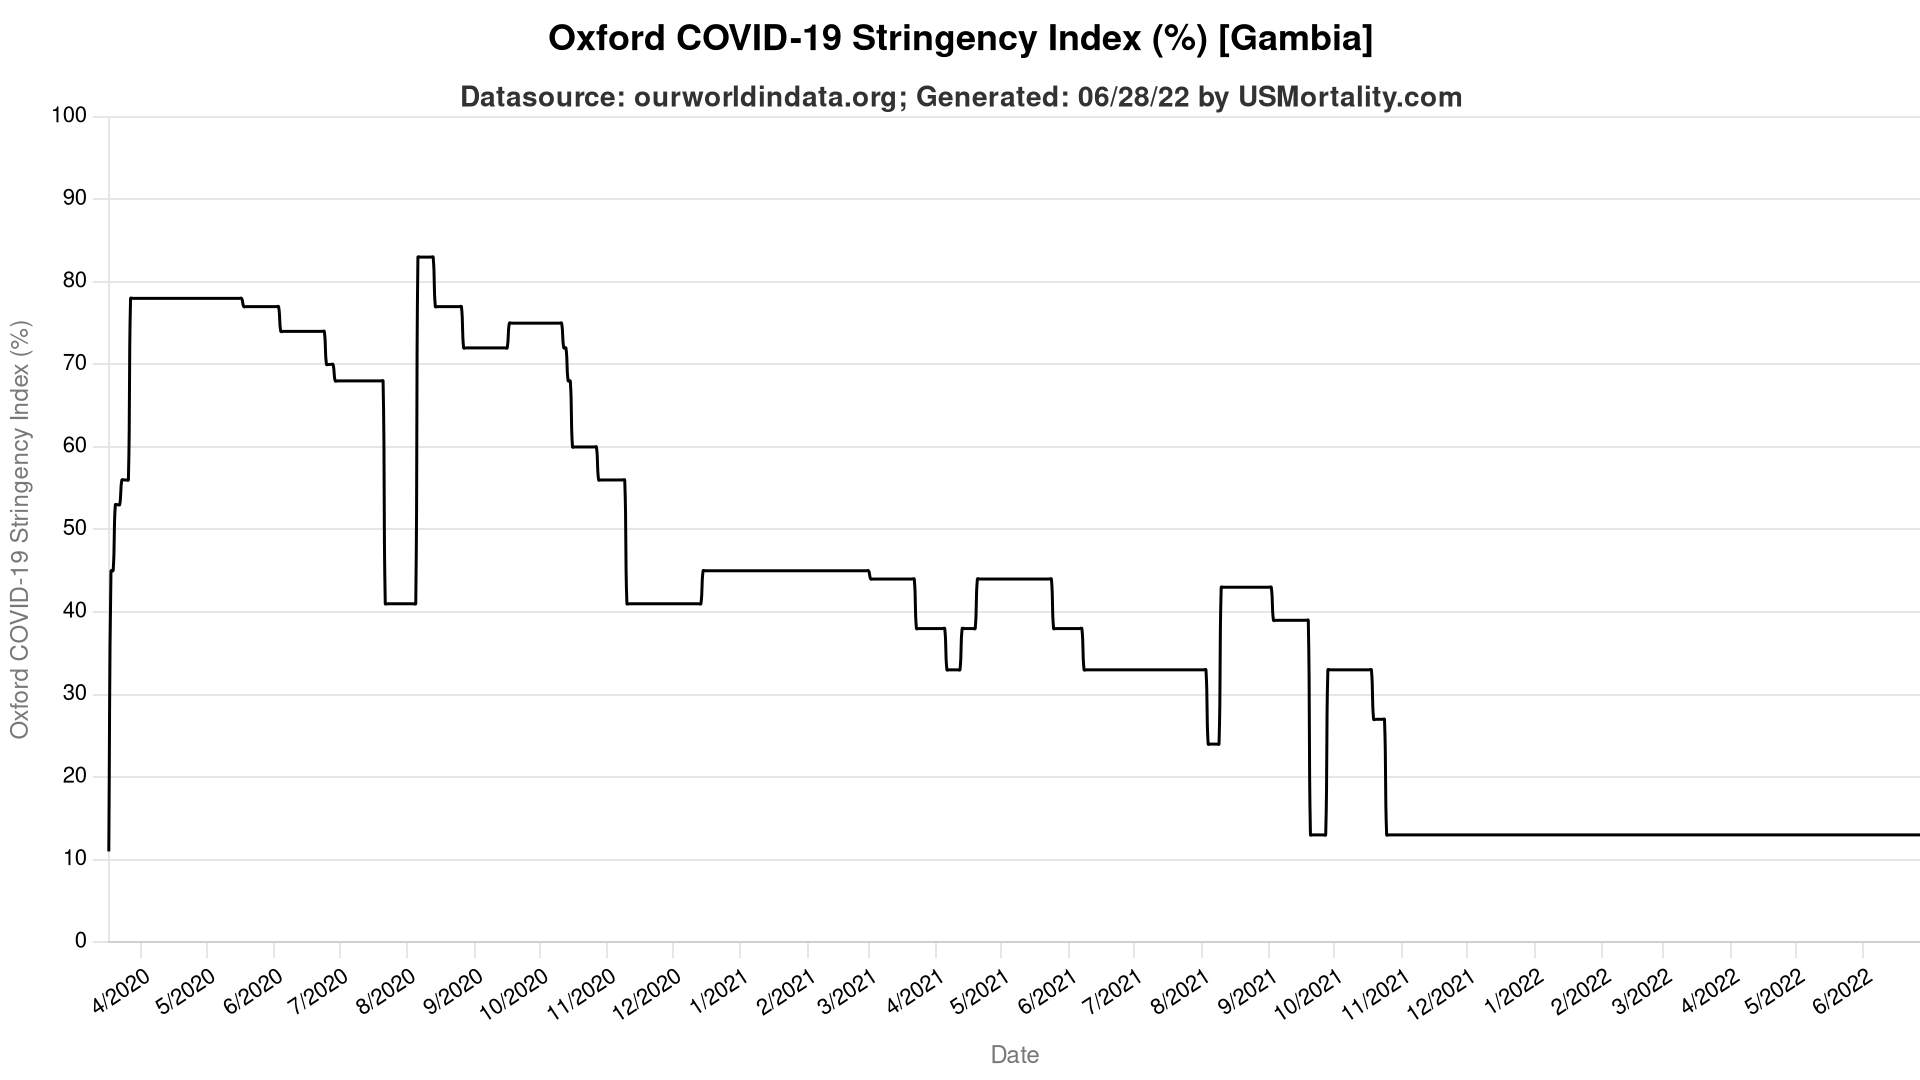 Oxford COVID-19 Stringency Index (%) [Gambia]
Datasource: ourworldindata.org; Generated: 06/28/22 by USMortality.com
Oxford COVID-19 Stringency Index (%)
100
90
80
70
60
50
40
30
20
10
0
4/2020 5/2020 6/2020 7/2020 8/2020 9/2020 10/2020 11/2020 12/2020 1/2021 2/2021 3/2021 4/2021 5/2021 6/2021 7/2021 8/2021 9/2021 10/2021 11/2021 12/2021 1/2022 2/2022 3/2022 4/2022 5/2022 6/2022
Date